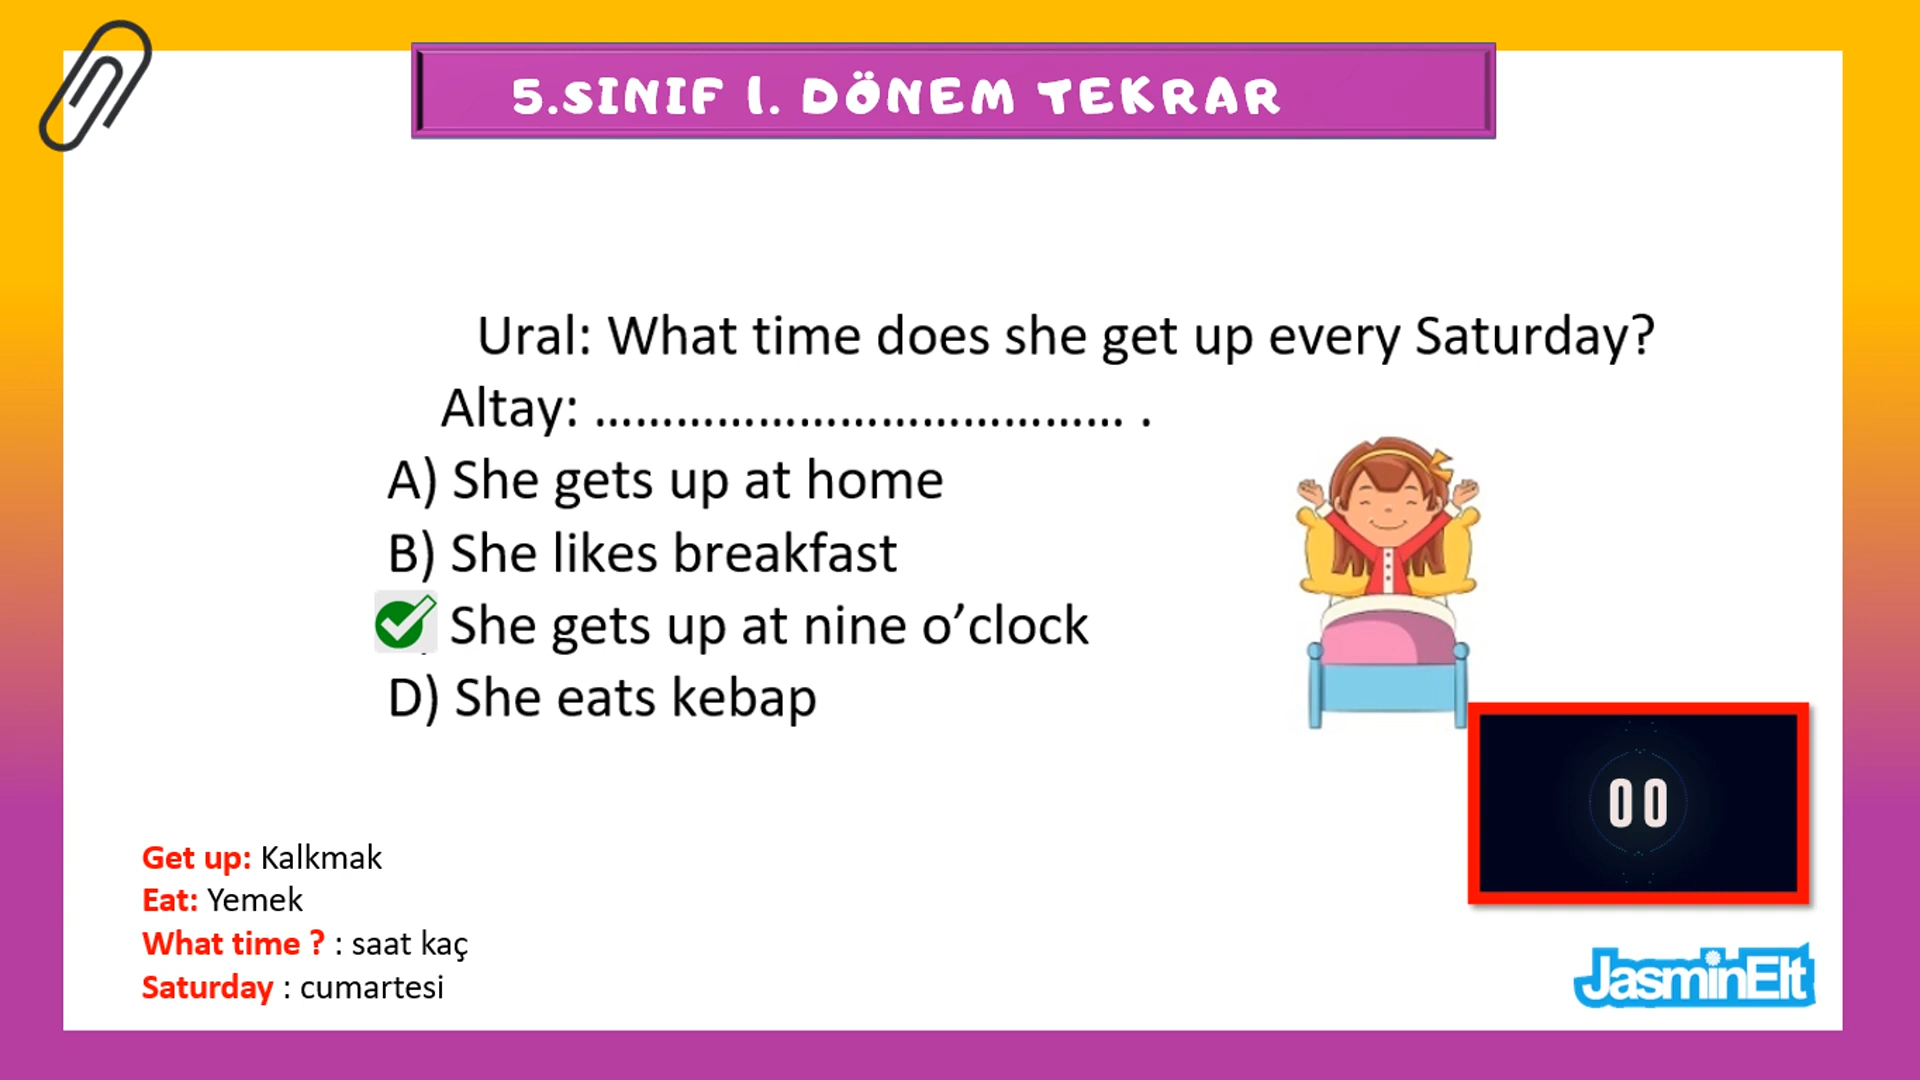 5.SINIF 1. DÖNEM TEKRAR
Ural: What time does she get up every Saturday?
Altay: ………………………………… .
A) She gets up at home
B) She likes breakfast
She gets up at nine o’clock
D) She eats kebap
00
Get up: Kalkmak
Eat: Yemek
What time ? : saat kaç
Saturday : cumartesi
JasminElt